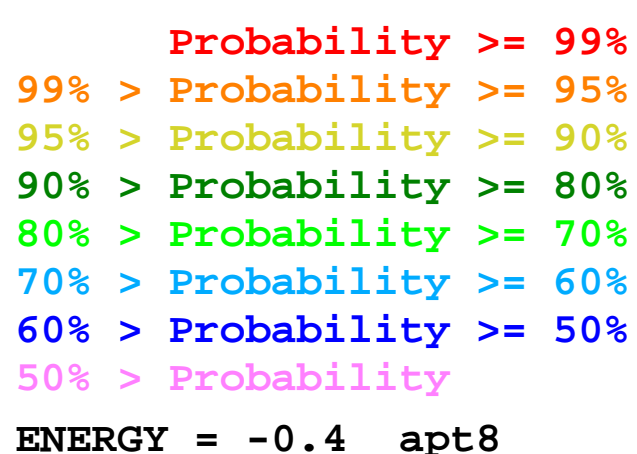 Probability >= 99%
99% > Probability >= 95%
95% > Probability >= 90%
90% > Probability >= 80%
80% > Probability >= 70%
70% > Probability >= 60%
60% > Probability >= 50%
50% > Probability
ENERGY = -0.4 apt8